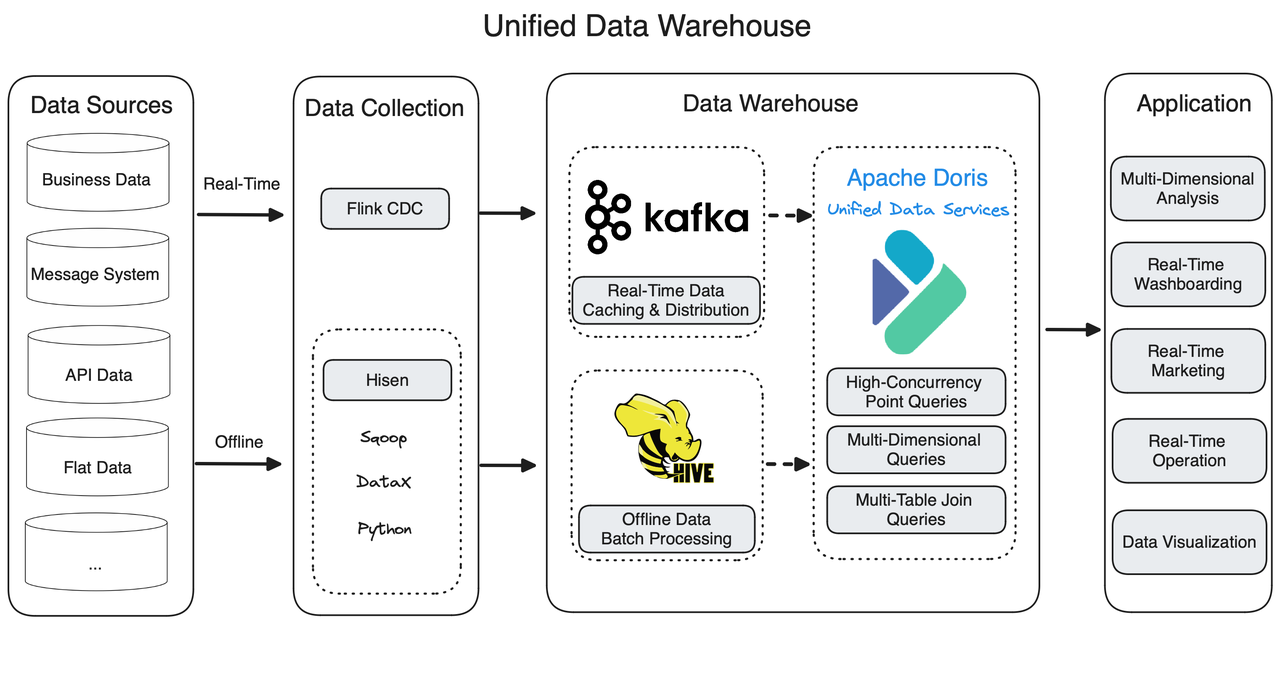 Unified Data Warehouse
Data Sources
Business Data
Message System
API Data
Flat Data
...
Real-Time
Offline
Data Collection
Flink CDC
Hisen
Sqoop
DataX
Python
Data Warehouse
kafka
Real-Time Data
Caching & Distribution
HIVE
Offline Data
Batch Processing
Apache Doris
Unified Data Services
High-Concurrency
Point Queries
Multi-Dimensional
Queries
Multi-Table Join
Queries
Application
Multi-Dimensional
Analysis
Real-Time
Washboarding
Real-Time
Marketing
Real-Time
Operation
Data Visualization